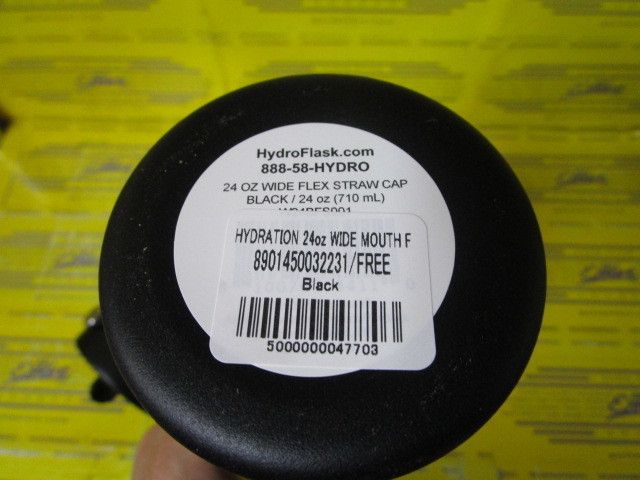 HydroFlask.com
888-58-HYDRO
24 OZ WIDE FLEX STRAW CAP
BLACK / 24 oz (710 mL)
HYDRATION 24oz WIDE MOUTH F
8901450032231/FREE
Black
5000000047703